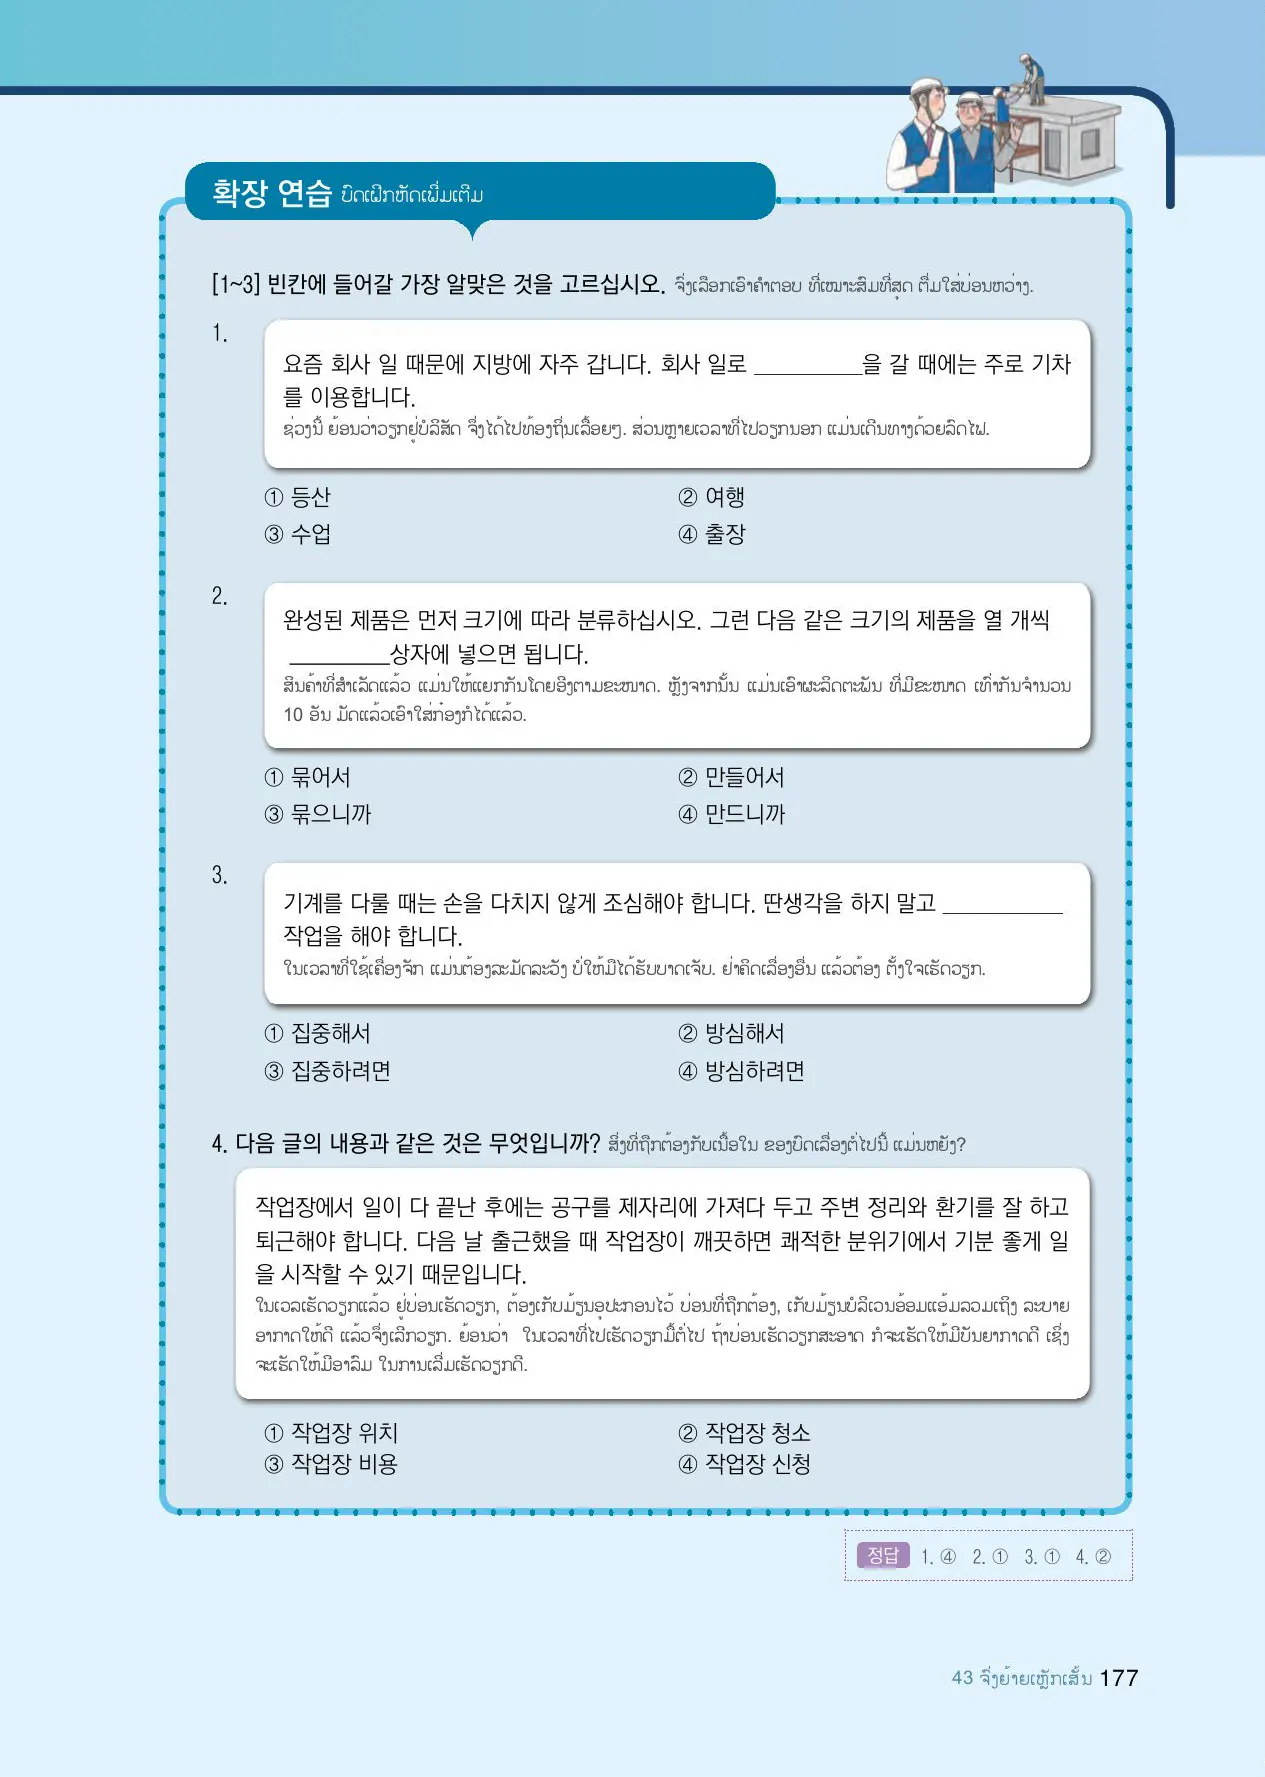 확장 연습 ບົດເຝິກຫັດເພີ່ມເຕີມ
[1~3] 빈칸에 들어갈 가장 알맞은 것을 고르십시오. ຈົ່ງເລືອກເອົາຄຳຕອບ ທີ່ເໝາະສົມທີ່ສຸດ ຕື່ມໃສ່ບ່ອນຫວ່າງ.
1.
요즘 회사 일 때문에 지방에 자주 갑니다. 회사 일로 __________을 갈 때에는 주로 기차
를 이용합니다.
ຊ່ວງນີ້ ຍ້ອນວ່າວຽກຢູ່ບໍລິສັດ ຈຶ່ງໄດ້ໄປທ້ອງຖິ່ນເລື້ອຍໆ. ສ່ວນຫຼາຍເວລາທີ່ໄປວຽກນອກ ແມ່ນເດີນທາງດ້ວຍລົດໄຟ.
① 등산 ② 여행
③ 수업 ④ 출장
2.
완성된 제품은 먼저 크기에 따라 분류하십시오. 그런 다음 같은 크기의 제품을 열 개씩
__________상자에 넣으면 됩니다.
ສິນຄ້າທີ່ສຳເລັດແລ້ວ ແມ່ນໃຫ້ແຍກກັນໂດຍອີງຕາມຂະໜາດ. ຫຼັງຈາກນັ້ນ ແມ່ນເອົາຜະລິດຕະພັນ ທີ່ມີຂະໜາດ ເທົ່າກັນຈຳນວນ
10 ອັນ ມັດແລ້ວເອົາໃສ່ກ່ອງກໍໄດ້ແລ້ວ.
① 묶어서 ② 만들어서
③ 묶으니까 ④ 만드니까
3.
기계를 다룰 때는 손을 다치지 않게 조심해야 합니다. 딴생각을 하지 말고 __________
작업을 해야 합니다.
ໃນເວລາທີ່ໃຊ້ເຄື່ອງຈັກ ແມ່ນຕ້ອງລະມັດລະວັງ ບໍ່ໃຫ້ມືໄດ້ຮັບບາດເຈັບ. ຢ່າຄິດເລື່ອງອື່ນ ແລ້ວຕ້ອງ ຕັ້ງໃຈເຮັດວຽກ.
① 집중해서 ② 방심해서
③ 집중하려면 ④ 방심하려면
4. 다음 글의 내용과 같은 것은 무엇입니까? ສິ່ງທີ່ຖືກຕ້ອງກັບເນື້ອໃນ ຂອງບົດເລື່ອງຕໍ່ໄປນີ້ ແມ່ນຫຍັງ?
작업장에서 일이 다 끝난 후에는 공구를 제자리에 가져다 두고 주변 정리와 환기를 잘 하고
퇴근해야 합니다. 다음 날 출근했을 때 작업장이 깨끗하면 쾌적한 분위기에서 기분 좋게 일
을 시작할 수 있기 때문입니다.
ໃນເວລເຮັດວຽກແລ້ວ ຢູ່ບ່ອນເຮັດວຽກ, ຕ້ອງເກັບມ້ຽນອຸປະກອນໄວ້ ບ່ອນທີ່ຖືກຕ້ອງ, ເກັບມ້ຽນບໍລິເວນອ້ອມແອ້ມລວມເຖິງ ລະບາຍ
ອາກາດໃຫ້ດີ ແລ້ວຈຶ່ງເລີກວຽກ. ຍ້ອນວ່າ ໃນເວລາທີ່ໄປເຮັດວຽກມື້ຕໍ່ໄປ ຖ້າບ່ອນເຮັດວຽກສະອາດ ກໍຈະເຮັດໃຫ້ມີບັນຍາກາດດີ ເຊິ່ງ
ຈະເຮັດໃຫ້ມີອາລົມ ໃນການເລີ່ມເຮັດວຽກດີ.
① 작업장 위치 ② 작업장 청소
③ 작업장 비용 ④ 작업장 신청
정답 1. ④ 2. ① 3. ① 4. ②
43 ຈົ່ງຍ້າຍເຫຼັກເສັ້ນ 177